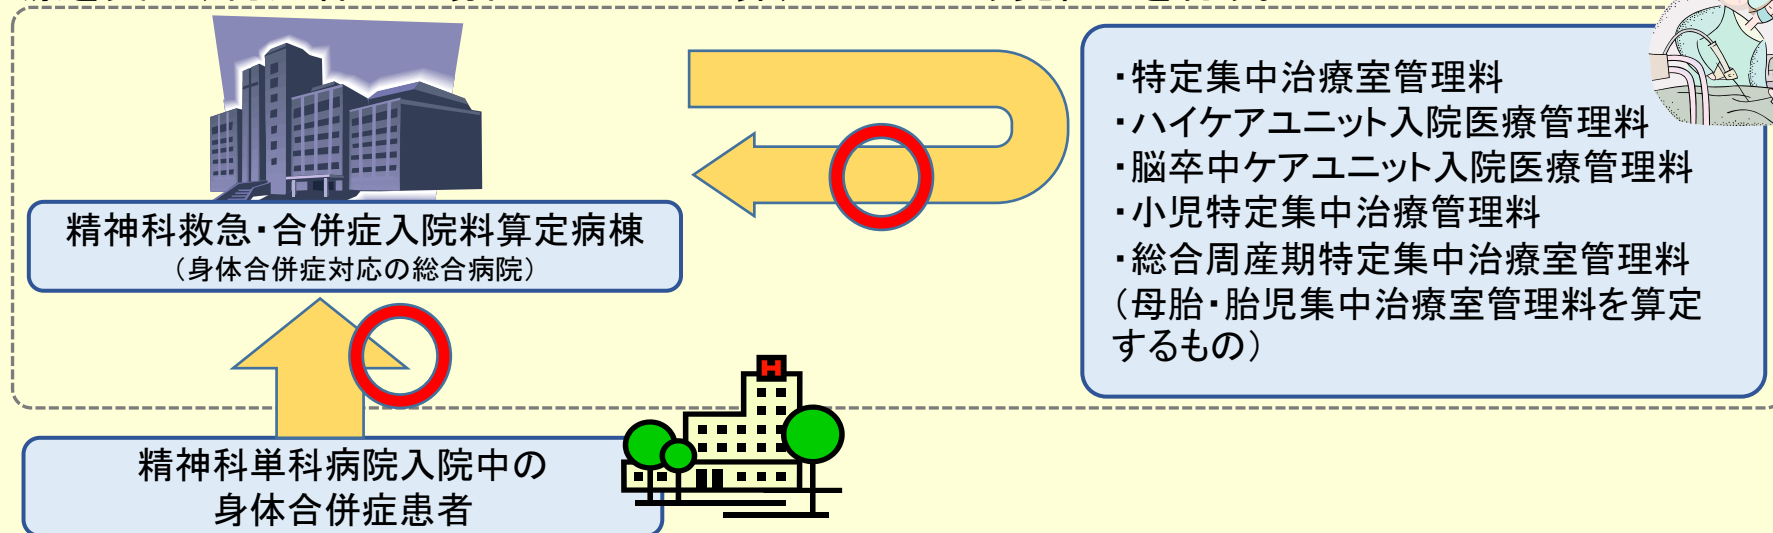 ・特定集中治療室管理料
・ハイケアユニット入院医療管理料
・脳卒中ケアユニット入院医療管理料
・小児特定集中治療管理料
・総合周産期特定集中治療室管理料
（母胎・胎児集中治療室管理料を算定
するもの）
精神科救急・合併症入院料算定病棟
（身体合併症対応の総合病院）
H
精神科単科病院入院中の
身体合併症患者